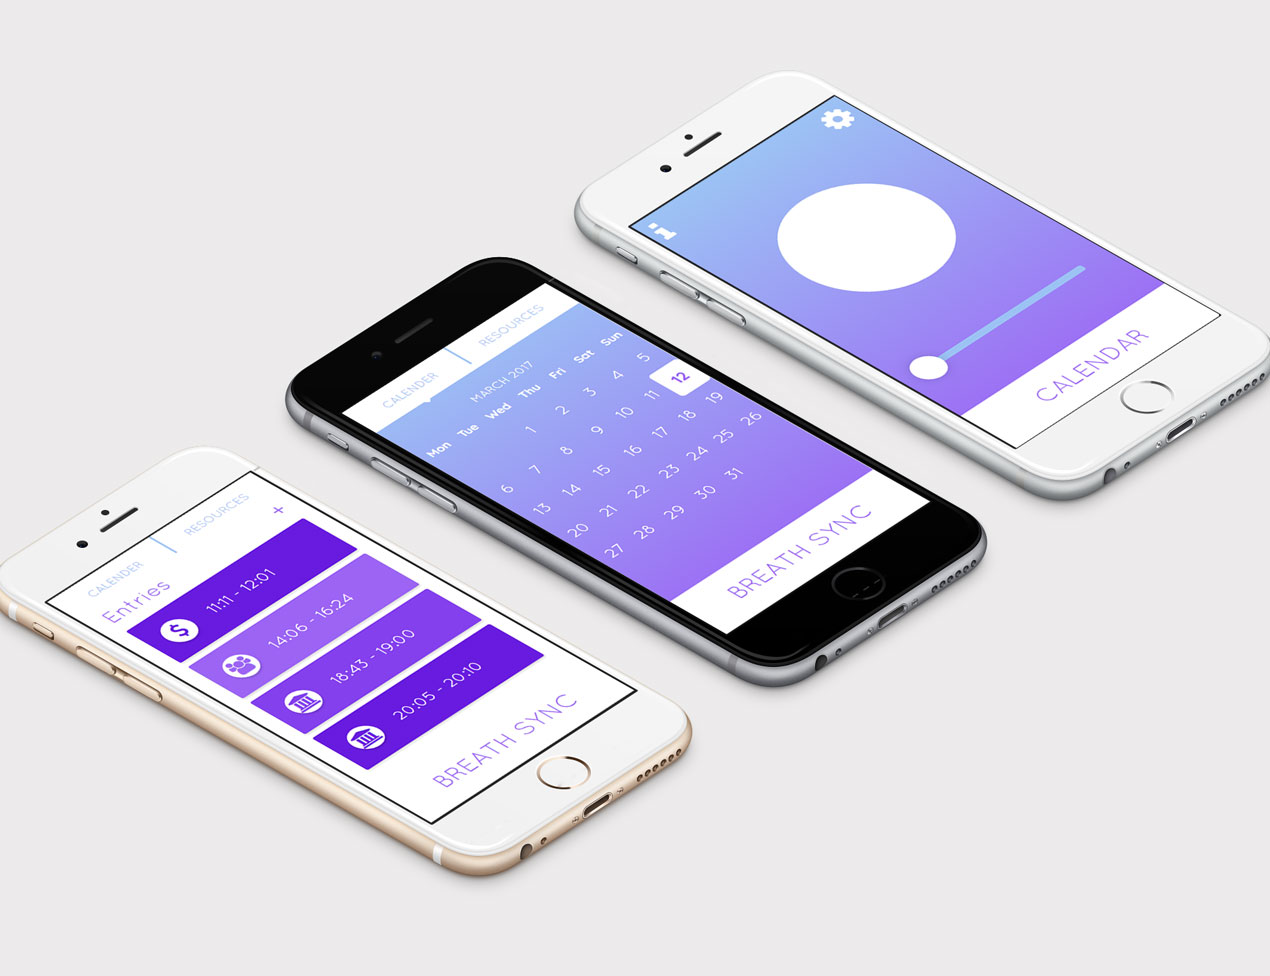 CALENDER
RESOURCES
Entries
+
11:11 - 12:01
$
14:06 - 16:24
18:43 - 19:00
20:05 - 20:10
BREATH SYNC
CALENDER
RESOURCES
MARCH 2017
Mon Tue Wed Thu Fri Sat Sun
1 2 3 4 5
6 7 8 9 10 11 12
13 14 15 16 17 18 19
20 21 22 23 24 25 26
27 28 29 30 31
BREATH SYNC
i
CALENDAR